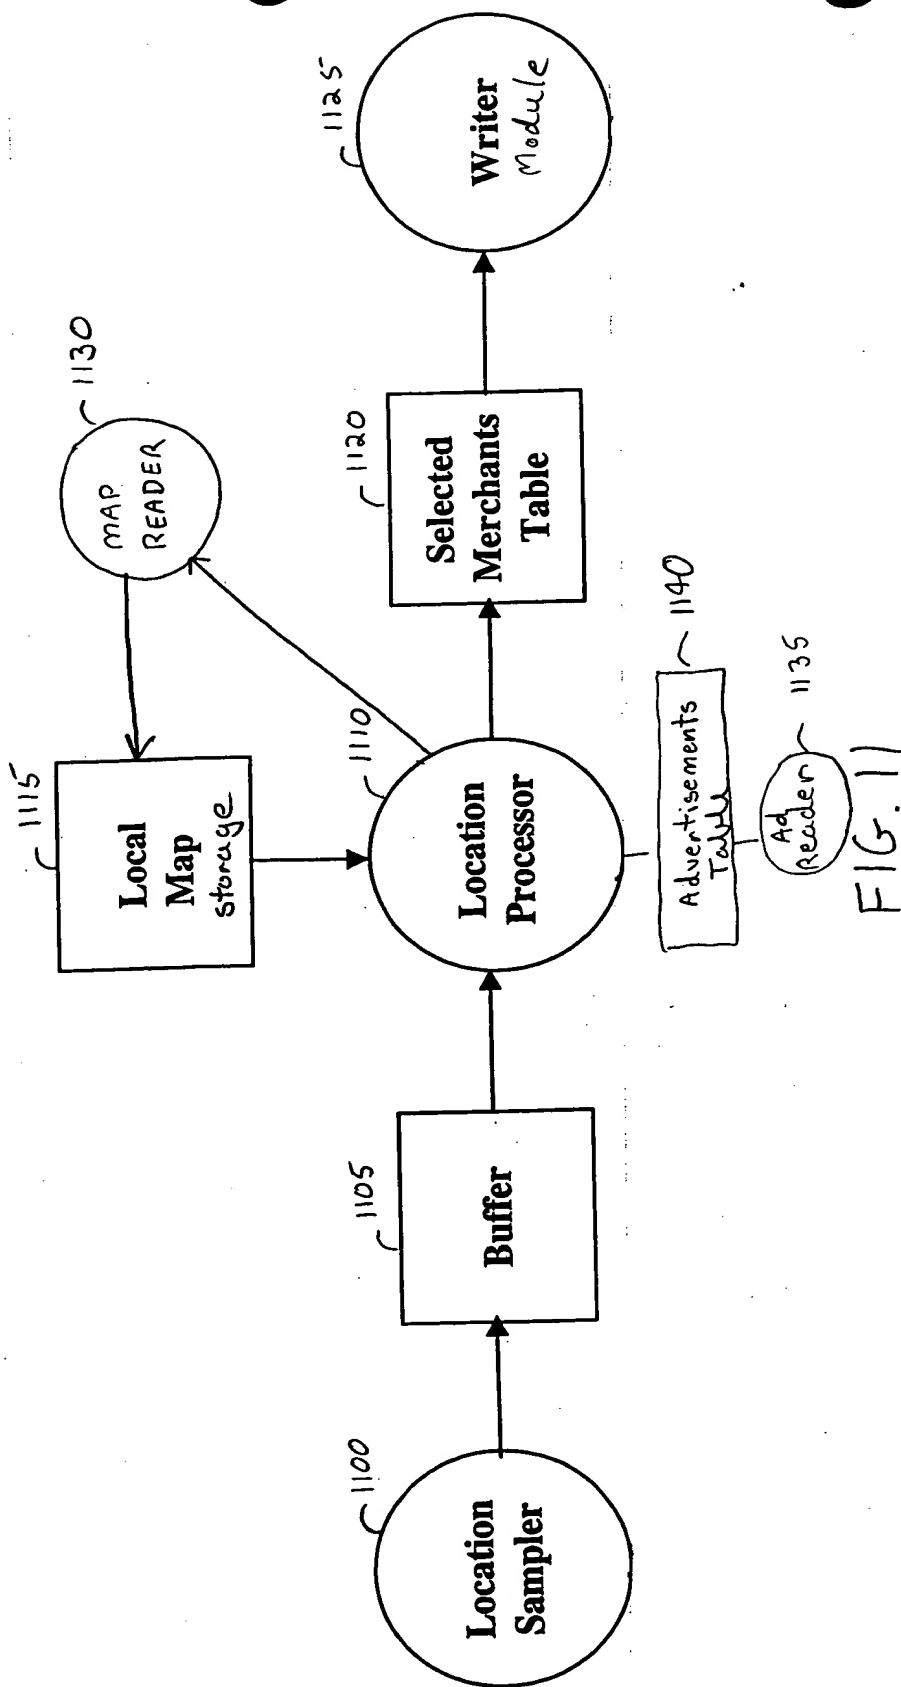 1115
Local
Map
storage
1130
MAP
READER
1100
Location
Sampler
1105
Buffer
1110
Location
Processor
1120
Selected
Merchants
Table
1125
Writer
Module
Advertisements
Table
1140
Ad
Reader
1135
FIG. 11